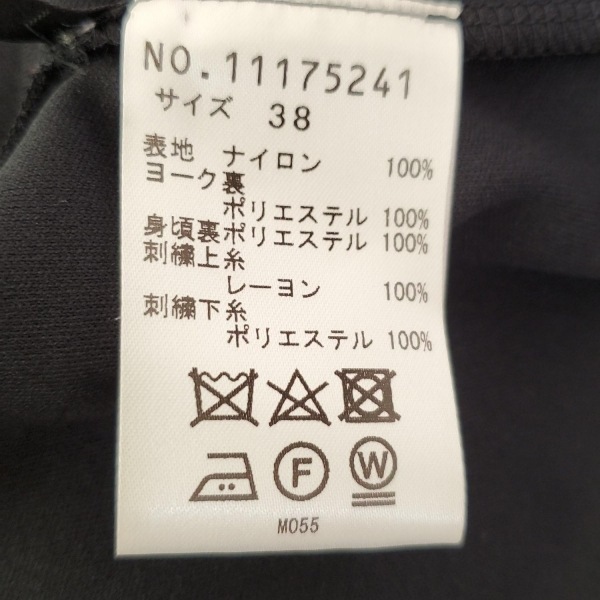 NO.11175241
サイズ 38
表地 ナイロン 100%
ヨーク裏
ポリエステル 100%
身頃裏ポリエステル 100%
刺繍上糸
レーヨン 100%
刺繍下糸
ポリエステル 100%
F W
M055